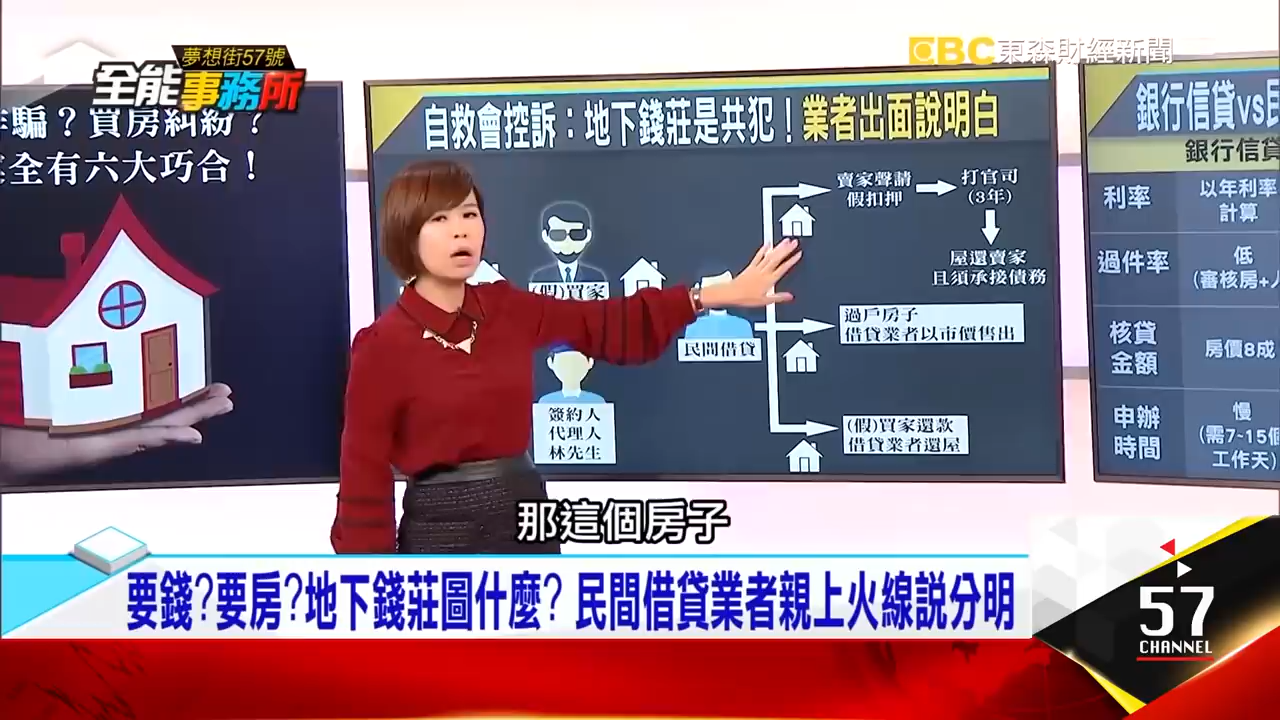 夢想街57號
全能事務所
EBC東森財經新聞
詐騙?買房糾紛?
全有六大巧合!
自救會控訴:地下錢莊是共犯!業者出面說明白
(假)買家
簽約人
代理人
林先生
民間借貸
賣家聲請
假扣押
打官司
(3年)
屋還賣家
且須承接債務
過戶房子
借貸業者以市價售出
(假)買家還款
借貸業者還屋
銀行信貸vs民
銀行信貸
利率
以年利率
計算
過件率
低
(審核房+人
核貸
金額
房價8成
申辦
時間
慢
(需7~15個
工作天)
那這個房子
要錢?要房?地下錢莊圖什麼? 民間借貸業者親上火線說分明
57
CHANNEL